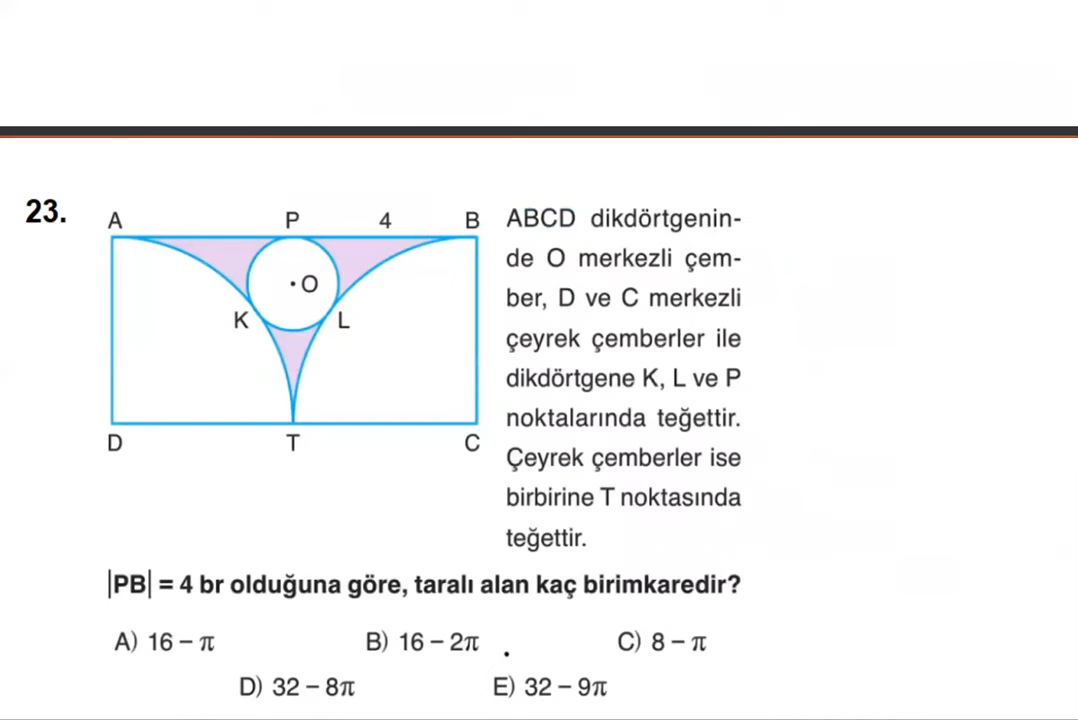 23.
A P 4 B
O
K L
D T C
ABCD dikdörtgenin-
de O merkezli çem-
ber, D ve C merkezli
çeyrek çemberler ile
dikdörtgene K, L ve P
noktalarında teğettir.
Çeyrek çemberler ise
birbirine T noktasında
teğettir.
|PB| = 4 br olduğuna göre, taralı alan kaç birimkaredir?
A) 16 – π B) 16 – 2π C) 8 – π
D) 32 – 8π E) 32 – 9π